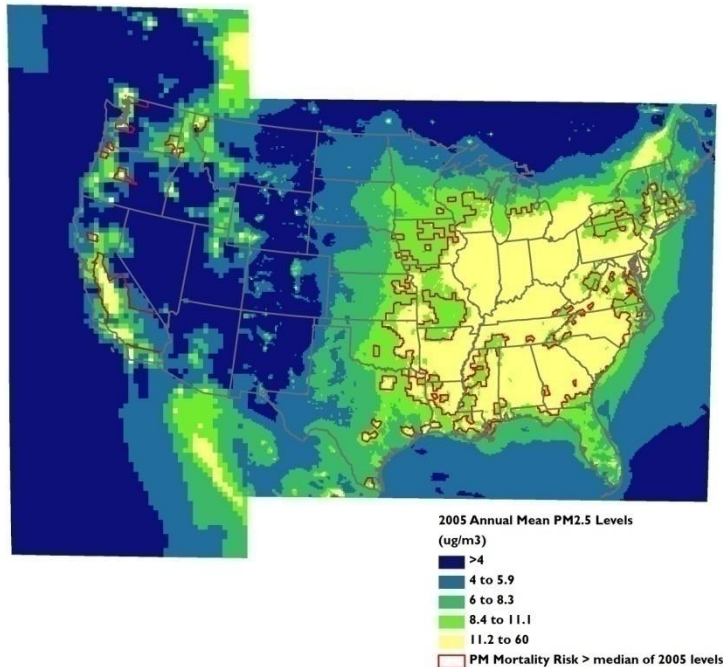 2005 Annual Mean PM2.5 Levels
(ug/m3)
>4
4 to 5.9
6 to 8.3
8.4 to 11.1
11.2 to 60
PM Mortality Risk > median of 2005 levels